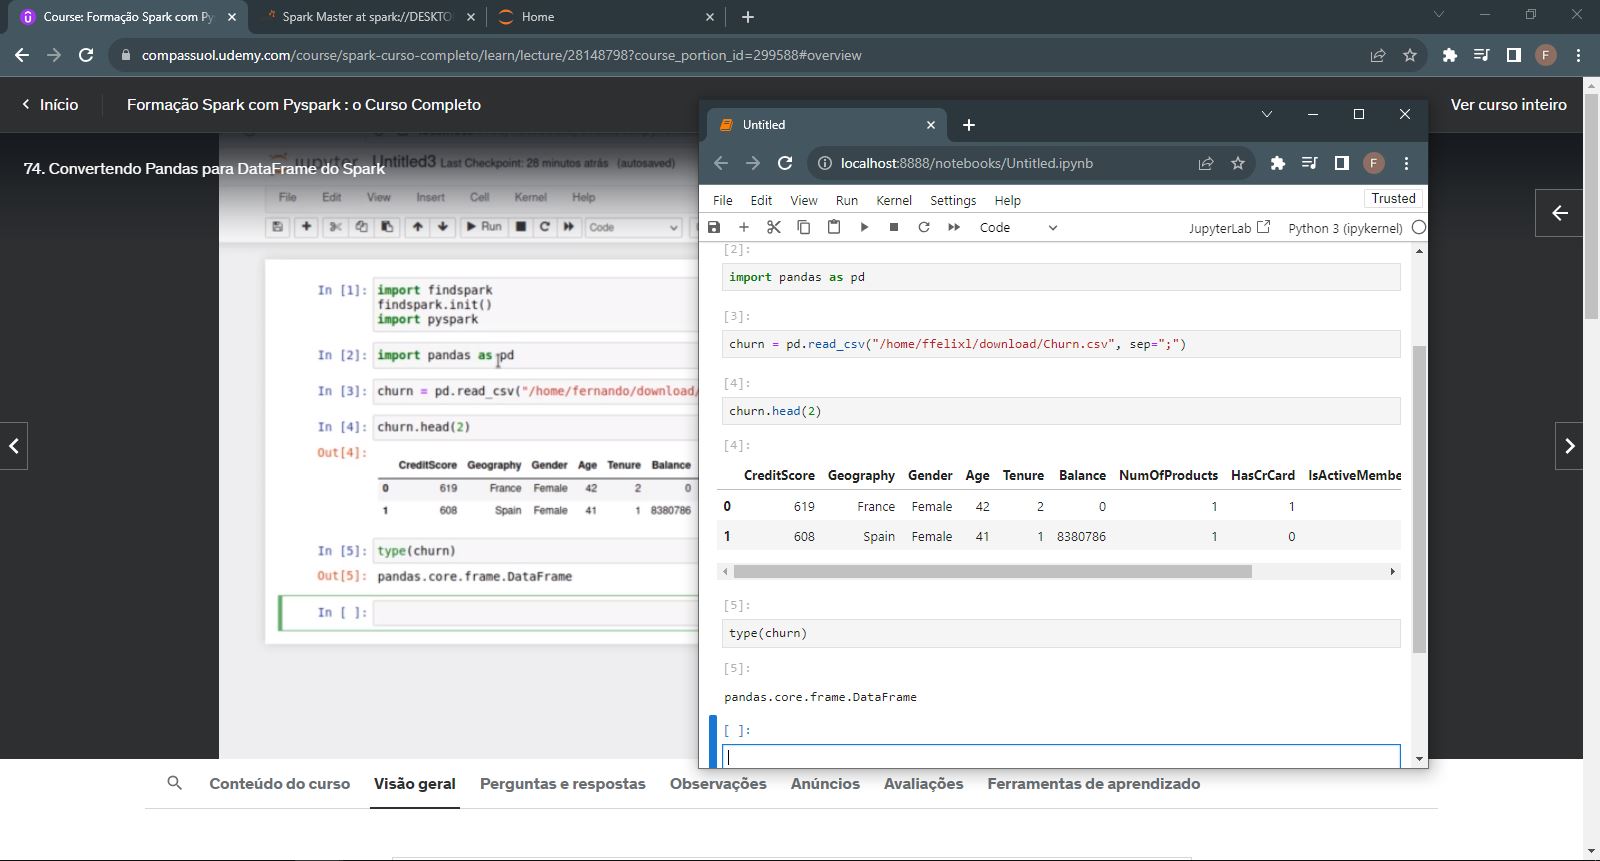 Course: Formação Spark com Py
Spark Master at spark://DESKTO
Home
compassuol.udemy.com/course/spark-curso-completo/learn/lecture/28148798?course_portion_id=299588#overview
F
Início
Formação Spark com Pyspark : o Curso Completo
Ver curso inteiro
74. Convertendo Pandas para DataFrame do Spark
Untitled3 Last Checkpoint: 28 minutos atrás (autosaved)
File Edit View Insert Cell Kernel Help
Run Code
In [1]: import findspark
findspark.init()
import pyspark
In [2]: import pandas as pd
In [3]: churn = pd.read_csv("/home/fernando/download/
In [4]: churn.head(2)
Out[4]:
CreditScore Geography Gender Age Tenure Balance
0 619 France Female 42 2 0
1 608 Spain Female 41 1 8380786
In [5]: type(churn)
Out[5]: pandas.core.frame.DataFrame
In [ ]:
Untitled
localhost:8888/notebooks/Untitled.ipynb
F
File Edit View Run Kernel Settings Help
Trusted
Code
JupyterLab
Python 3 (ipykernel)
[2]:
import pandas as pd
[3]:
churn = pd.read_csv("/home/ffelixl/download/Churn.csv", sep=";")
[4]:
churn.head(2)
[4]:
CreditScore Geography Gender Age Tenure Balance NumOfProducts HasCrCard IsActiveMembe
0 619 France Female 42 2 0 1 1
1 608 Spain Female 41 1 8380786 1 0
[5]:
type(churn)
[5]:
pandas.core.frame.DataFrame
[ ]:
Conteúdo do curso
Visão geral
Perguntas e respostas
Observações
Anúncios
Avaliações
Ferramentas de aprendizado